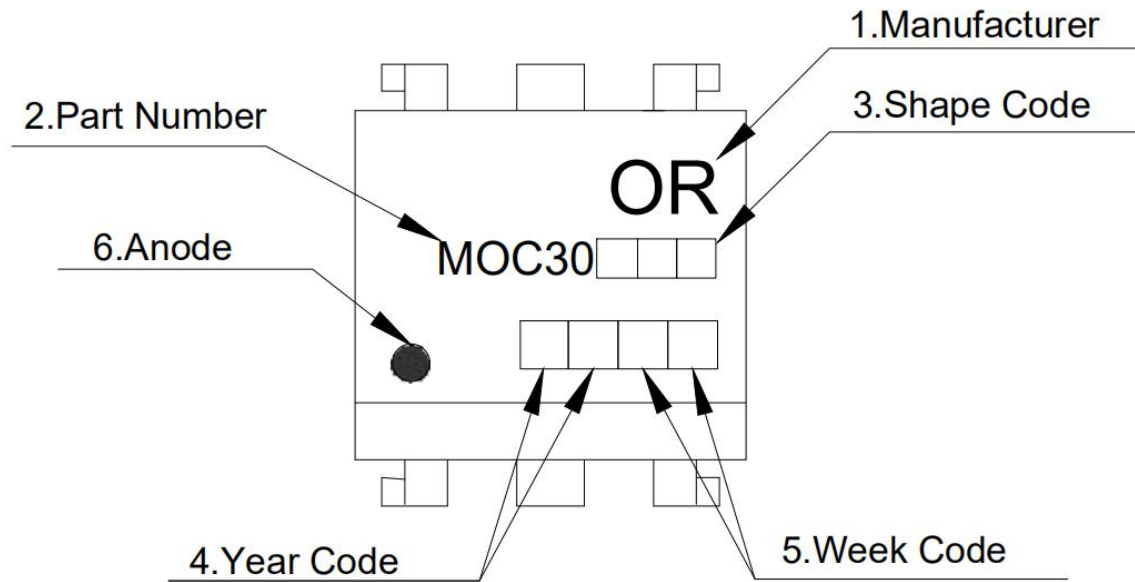 1.Manufacturer
2.Part Number
3.Shape Code
OR
6.Anode
MOC30
4.Year Code
5.Week Code